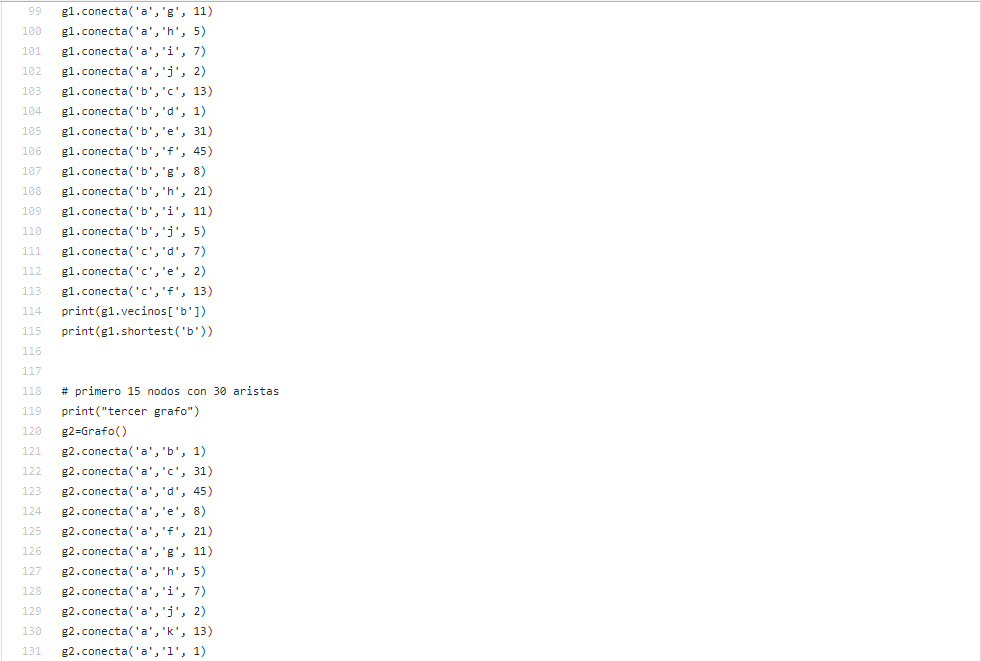 99 g1.conecta('a','g', 11)
100 g1.conecta('a','h', 5)
101 g1.conecta('a','i', 7)
102 g1.conecta('a','j', 2)
103 g1.conecta('b','c', 13)
104 g1.conecta('b','d', 1)
105 g1.conecta('b','e', 31)
106 g1.conecta('b','f', 45)
107 g1.conecta('b','g', 8)
108 g1.conecta('b','h', 21)
109 g1.conecta('b','i', 11)
110 g1.conecta('b','j', 5)
111 g1.conecta('c','d', 7)
112 g1.conecta('c','e', 2)
113 g1.conecta('c','f', 13)
114 print(g1.vecinos['b'])
115 print(g1.shortest('b'))
116
117
118 # primero 15 nodos con 30 aristas
119 print("tercer grafo")
120 g2=Grafo()
121 g2.conecta('a','b', 1)
122 g2.conecta('a','c', 31)
123 g2.conecta('a','d', 45)
124 g2.conecta('a','e', 8)
125 g2.conecta('a','f', 21)
126 g2.conecta('a','g', 11)
127 g2.conecta('a','h', 5)
128 g2.conecta('a','i', 7)
129 g2.conecta('a','j', 2)
130 g2.conecta('a','k', 13)
131 g2.conecta('a','l', 1)